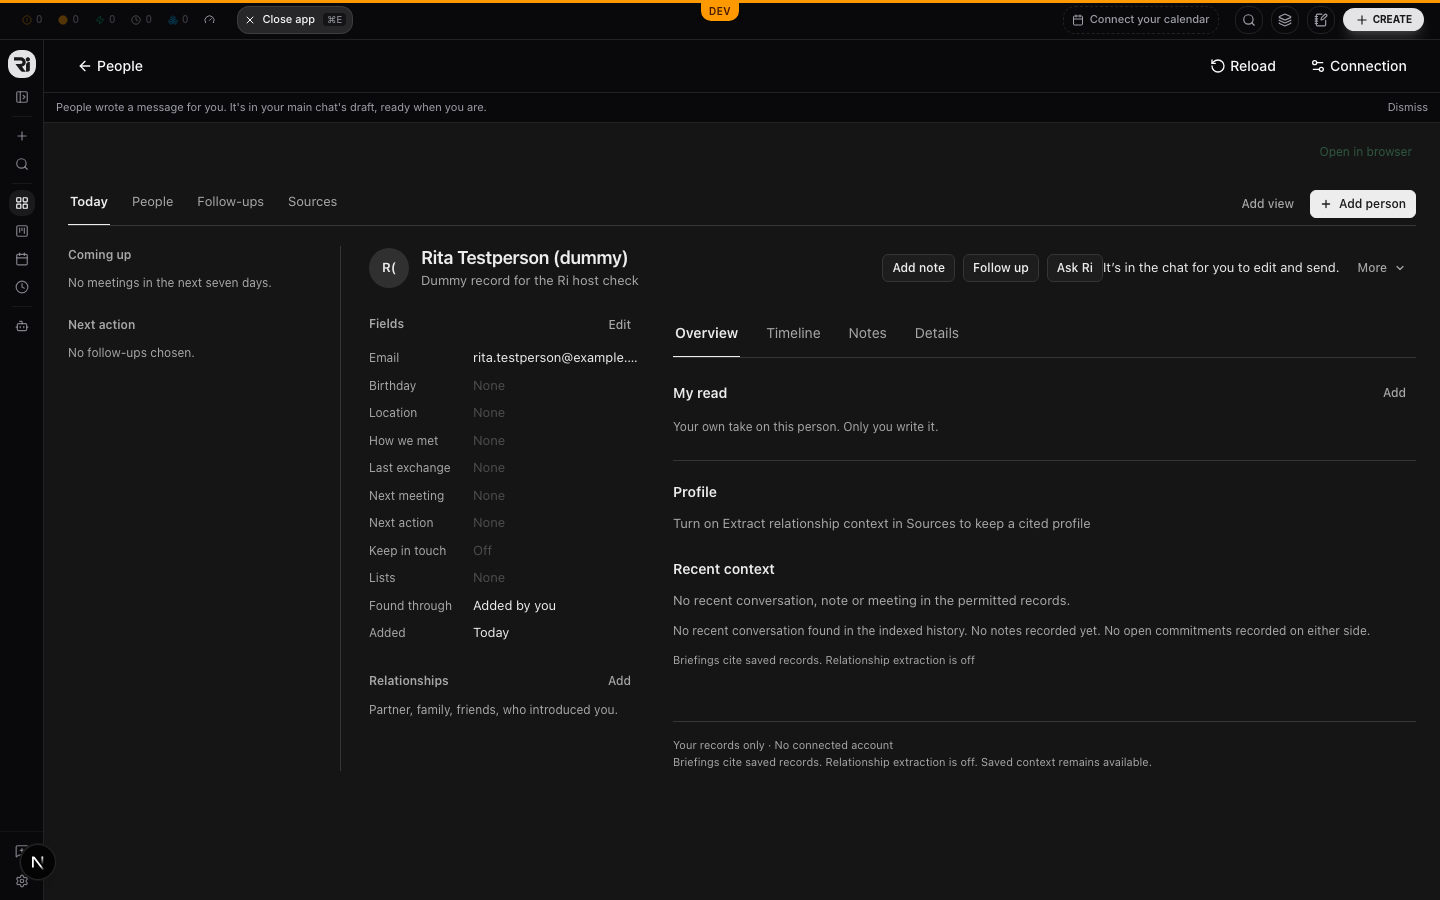 0 0 0 0 0 Close app ⌘E DEV Connect your calendar CREATE
Ri
People Reload Connection
People wrote a message for you. It's in your main chat's draft, ready when you are. Dismiss
Open in browser
Today People Follow-ups Sources Add view Add person
Coming up
No meetings in the next seven days.
Next action
No follow-ups chosen.
R( Rita Testperson (dummy)
Dummy record for the Ri host check
Add note Follow up Ask Ri It’s in the chat for you to edit and send. More
Fields Edit
Email rita.testperson@example....
Birthday None
Location None
How we met None
Last exchange None
Next meeting None
Next action None
Keep in touch Off
Lists None
Found through Added by you
Added Today
Relationships Add
Partner, family, friends, who introduced you.
Overview Timeline Notes Details
My read Add
Your own take on this person. Only you write it.
Profile
Turn on Extract relationship context in Sources to keep a cited profile
Recent context
No recent conversation, note or meeting in the permitted records.
No recent conversation found in the indexed history. No notes recorded yet. No open commitments recorded on either side.
Briefings cite saved records. Relationship extraction is off
Your records only · No connected account
Briefings cite saved records. Relationship extraction is off. Saved context remains available.
N